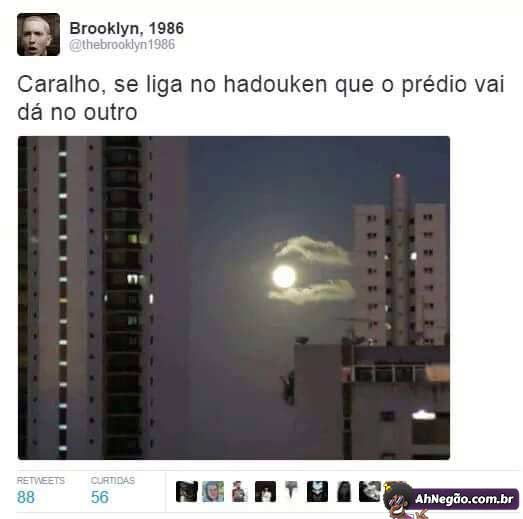 Brooklyn, 1986
@thebrooklyn1986
Caralho, se liga no hadouken que o prédio vai
dá no outro
RETWEETS CURTIDAS
88 56
AhNegão.com.br